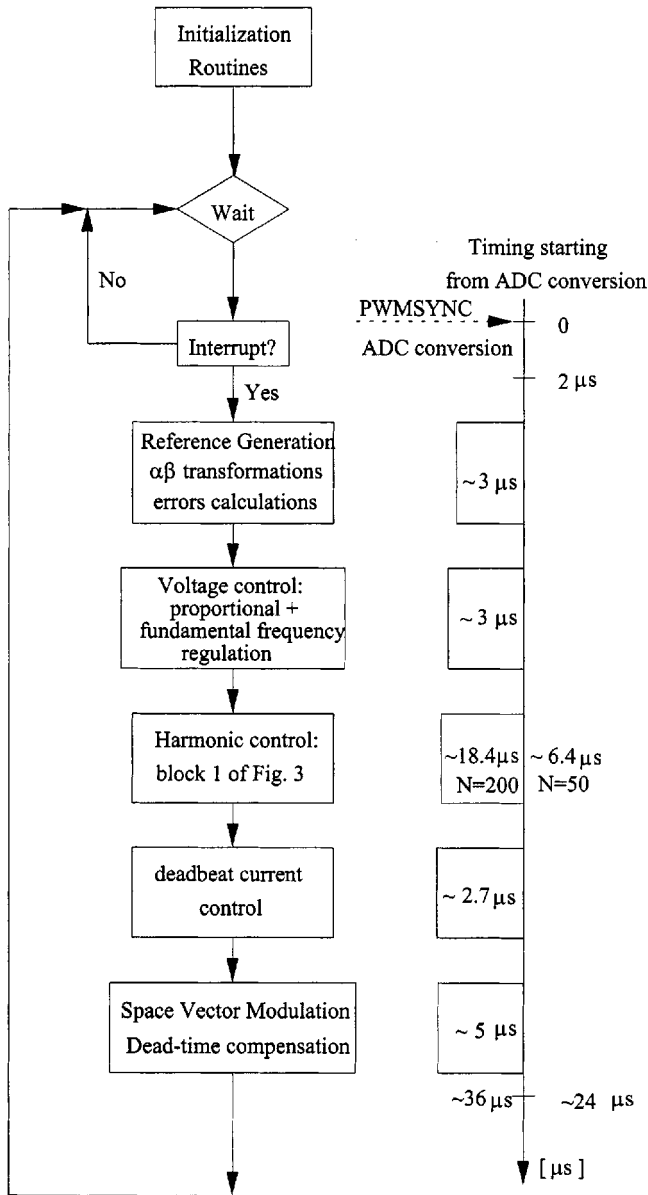 Initialization
Routines
Wait
No
Interrupt?
Yes
Timing starting
from ADC conversion
PWMSYNC
0
ADC conversion
2 μs
Reference Generation
αβ transformations
errors calculations
~3 μs
Voltage control:
proportional +
fundamental frequency
regulation
~3 μs
Harmonic control:
block 1 of Fig. 3
~18.4μs
N=200
~ 6.4μs
N=50
deadbeat current
control
~ 2.7μs
Space Vector Modulation
Dead-time compensation
~ 5 μs
~36μs
~24 μs
[ μs ]